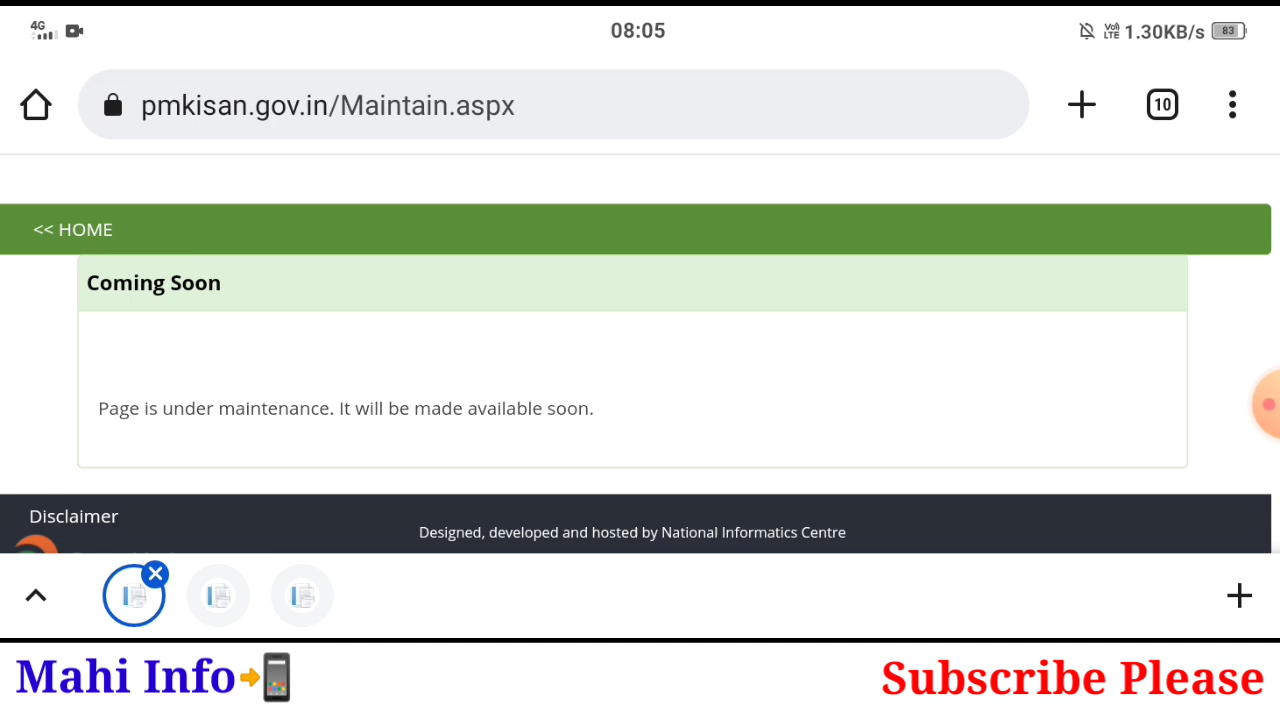 4G 08:05 Vo) LTE 1.30KB/s 83
pmkisan.gov.in/Maintain.aspx 10
<< HOME
Coming Soon
Page is under maintenance. It will be made available soon.
Disclaimer
Designed, developed and hosted by National Informatics Centre
Mahi Info Subscribe Please